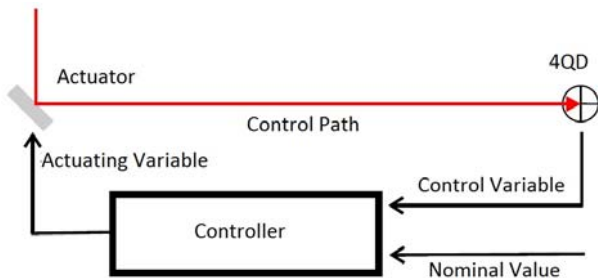 4QD
Actuator
Control Path
Actuating Variable
Control Variable
Controller
Nominal Value